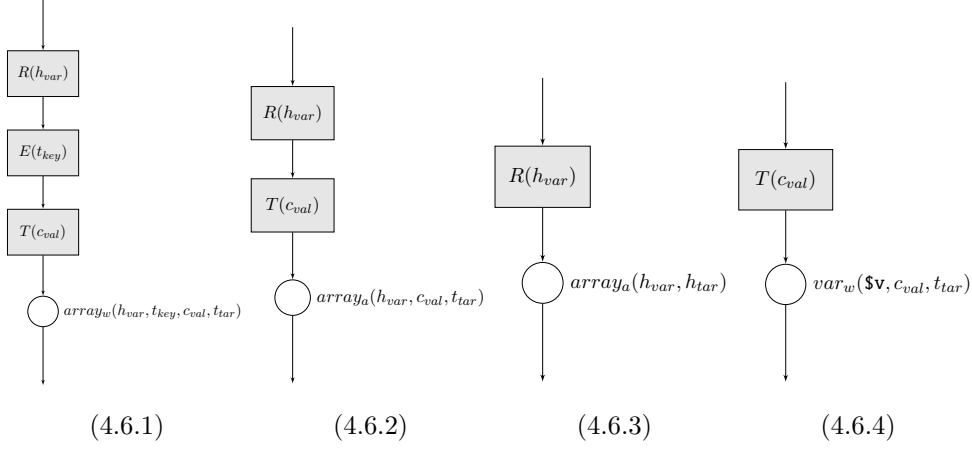 R(h_var)
E(t_key)
T(c_val)
array_w(h_var, t_key, c_val, t_tar)
(4.6.1)
R(h_var)
T(c_val)
array_a(h_var, c_val, t_tar)
(4.6.2)
R(h_var)
array_a(h_var, h_tar)
(4.6.3)
T(c_val)
var_w($v, c_val, t_tar)
(4.6.4)